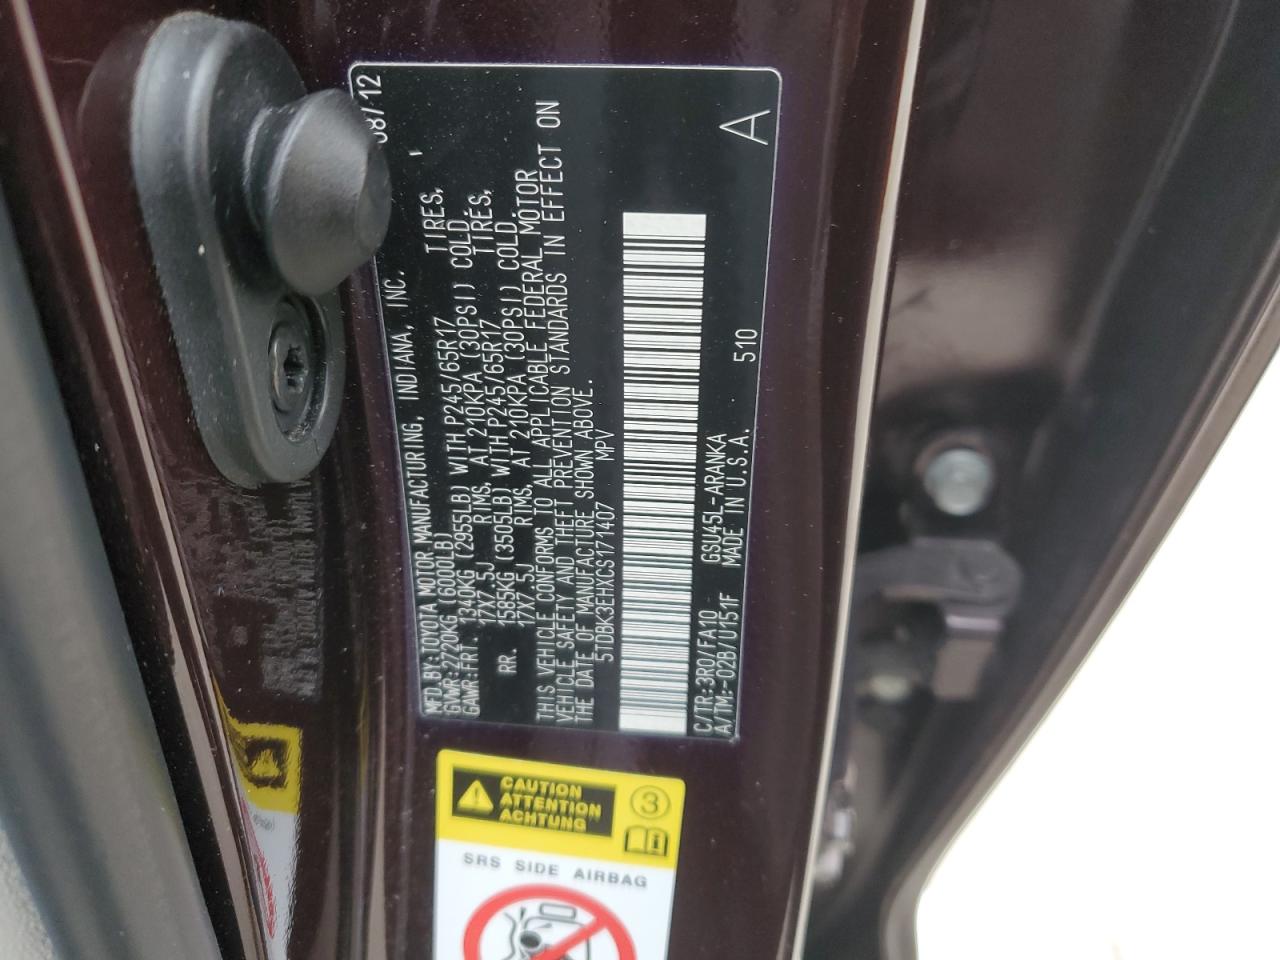 08/12
MFD.BY:TOYOTA MOTOR MANUFACTURING, INDIANA, INC.
GVWR:2720KG (6000LB)
GAWR:FRT. 1340KG (2955LB) WITH P245/65R17 TIRES,
17X7.5J RIMS, AT 210KPA (30PSI) COLD.
RR. 1585KG (3505LB) WITH P245/65R17 TIRES,
17X7.5J RIMS, AT 210KPA (30PSI) COLD.
THIS VEHICLE CONFORMS TO ALL APPLICABLE FEDERAL MOTOR
VEHICLE SAFETY AND THEFT PREVENTION STANDARDS IN EFFECT ON
THE DATE OF MANUFACTURE SHOWN ABOVE.
5TDBK3EHXCS171407 MPV
C/TR:3R0/FA10 GSU45L-ARANKA 510
A/TM:-02B/U151F MADE IN U.S.A.
A
CAUTION
ATTENTION
ACHTUNG
3
SRS SIDE AIRBAG